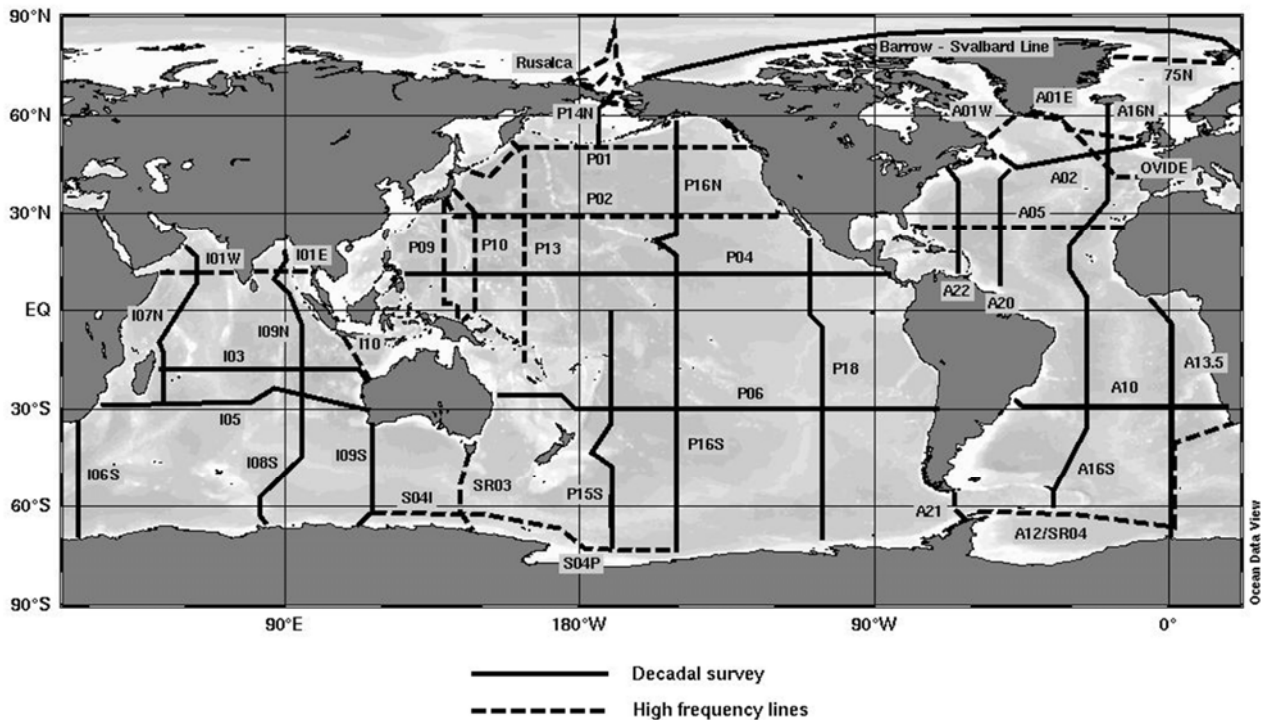 90°N
Barrow - Svalbard Line
Rusalca
75N
60°N
P14N
A01W
A01E
A16N
P01
OVIDE
A02
P16N
30°N
P02
A05
I01W
I01E
P09
P10
P13
P04
A22
A20
EQ
I07N
I09N
I10
I03
P18
A13.5
P06
A10
30°S
I05
I06S
I08S
I09S
SR03
P16S
A16S
S04I
P15S
60°S
A21
A12/SR04
S04P
90°S
90°E
180°W
90°W
0°
Ocean Data View
Decadal survey
High frequency lines